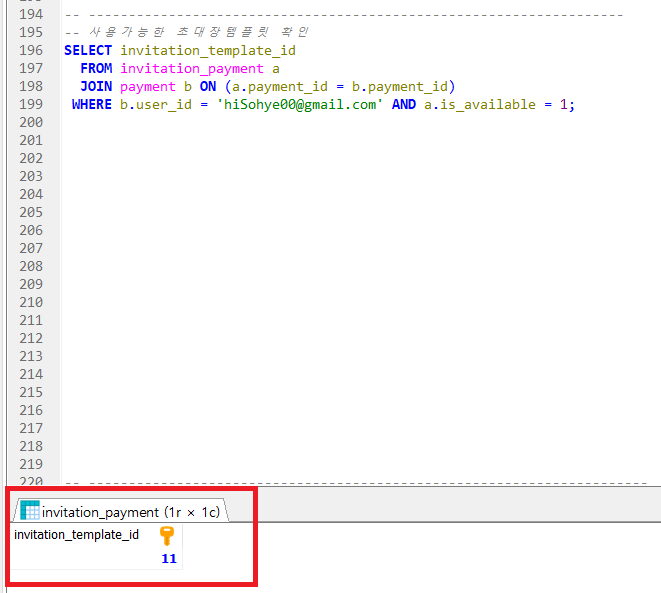 194 -- -- -------------------------------------------------------------------
195 -- 사용가능한 초대장템플릿 확인
196 SELECT invitation_template_id
197 FROM invitation_payment a
198 JOIN payment b ON (a.payment_id = b.payment_id)
199 WHERE b.user_id = 'hiSohye00@gmail.com' AND a.is_available = 1;
200
201
202
203
204
205
206
207
208
209
210
211
212
213
214
215
216
217
218
219
220 -- ----------------------------------------------------------------------
invitation_payment (1r × 1c)
invitation_template_id
11